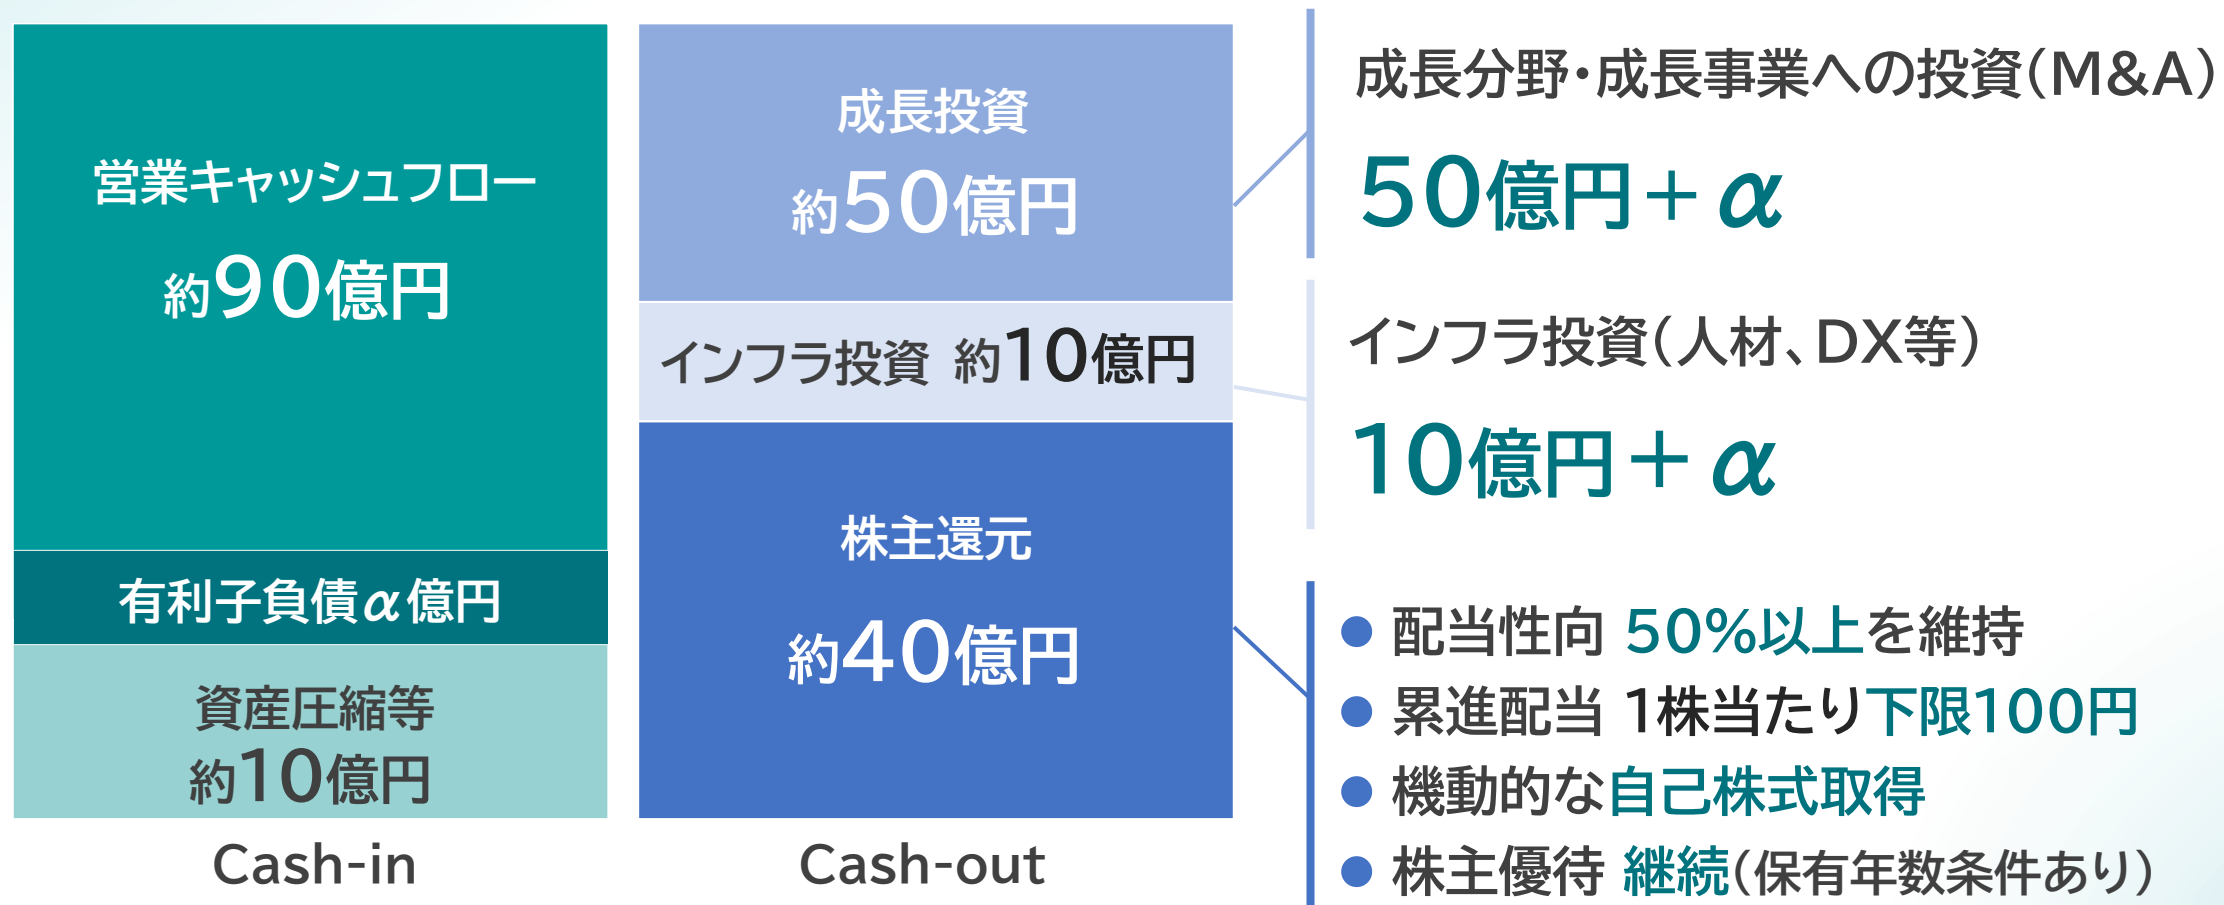 営業キャッシュフロー
約90億円
有利子負債α億円
資産圧縮等
約10億円
Cash-in
成長投資
約50億円
インフラ投資 約10億円
株主還元
約40億円
Cash-out
成長分野・成長事業への投資(M&A)
50億円+α
インフラ投資(人材、DX等)
10億円+α
● 配当性向 50%以上を維持
● 累進配当 1株当たり下限100円
● 機動的な自己株式取得
● 株主優待 継続(保有年数条件あり)